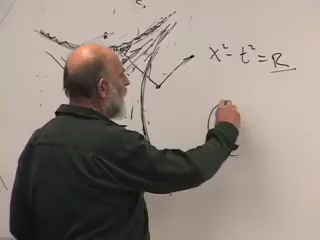 x² - t² = R